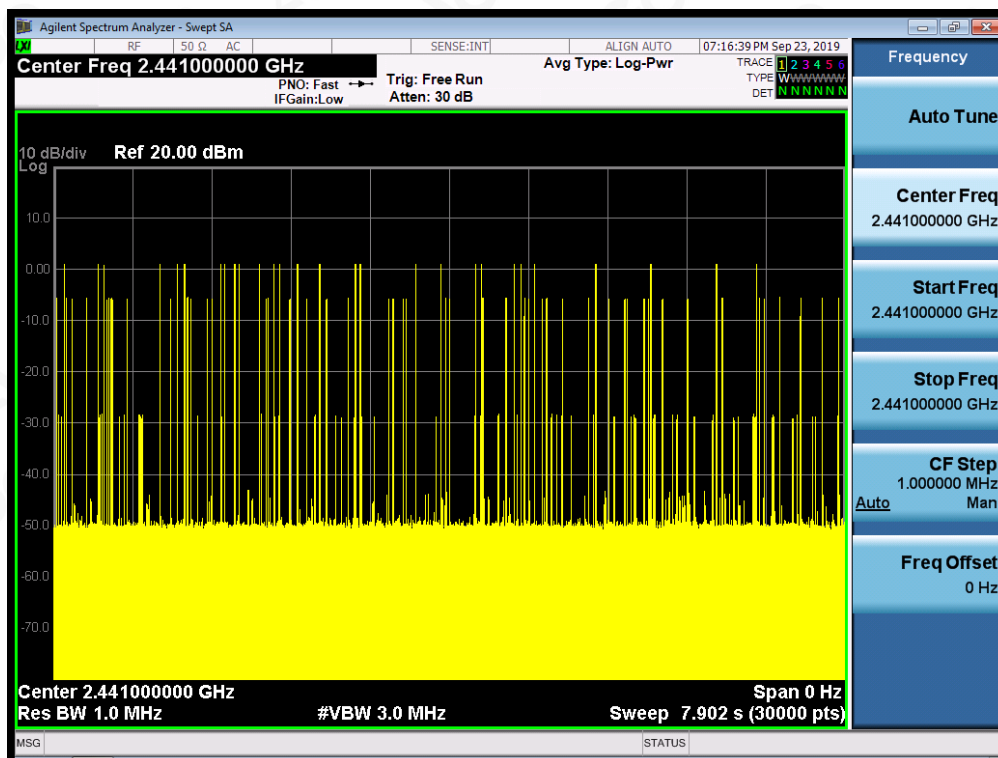 Agilent Spectrum Analyzer - Swept SA
LXI RF 50 Ω AC SENSE:INT ALIGN AUTO 07:16:39 PM Sep 23, 2019
Center Freq 2.441000000 GHz
PNO: Fast
IFGain:Low
Trig: Free Run
Atten: 30 dB
Avg Type: Log-Pwr
TRACE 1 2 3 4 5 6
TYPE WWWWWW
DET N N N N N N
10 dB/div Ref 20.00 dBm
Log
10.0
0.00
-10.0
-20.0
-30.0
-40.0
-50.0
-60.0
-70.0
Center 2.441000000 GHz Span 0 Hz
Res BW 1.0 MHz #VBW 3.0 MHz Sweep 7.902 s (30000 pts)
MSG STATUS
Frequency
Auto Tune
Center Freq
2.441000000 GHz
Start Freq
2.441000000 GHz
Stop Freq
2.441000000 GHz
CF Step
1.000000 MHz
Auto Man
Freq Offset
0 Hz